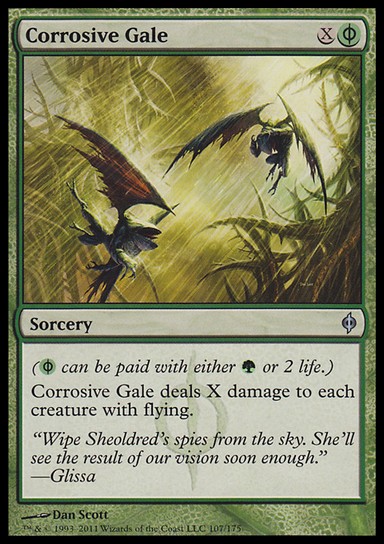 Corrosive Gale X
Sorcery
( can be paid with either or 2 life.)
Corrosive Gale deals X damage to each
creature with flying.
“Wipe Sheoldred’s spies from the sky. She’ll
see the result of our vision soon enough.”
—Glissa
Dan Scott
™ & © 1993–2011 Wizards of the Coast LLC 107/175